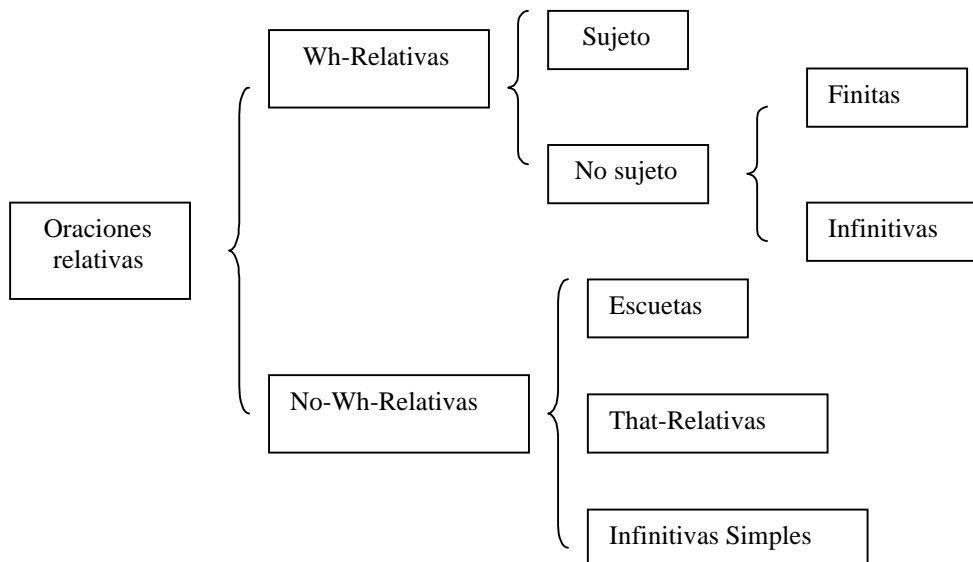 Oraciones
relativas
Wh-Relativas
Sujeto
No sujeto
Finitas
Infinitivas
No-Wh-Relativas
Escuetas
That-Relativas
Infinitivas Simples